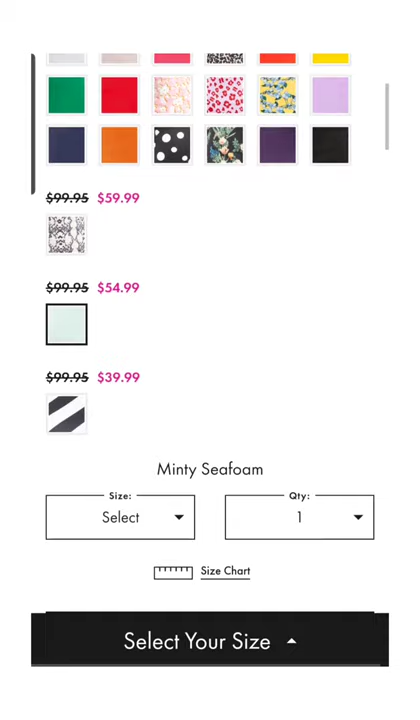 $99.95 $59.99
$99.95 $54.99
$99.95 $39.99
Minty Seafoam
Size: Qty:
Select 1
Size Chart
Select Your Size